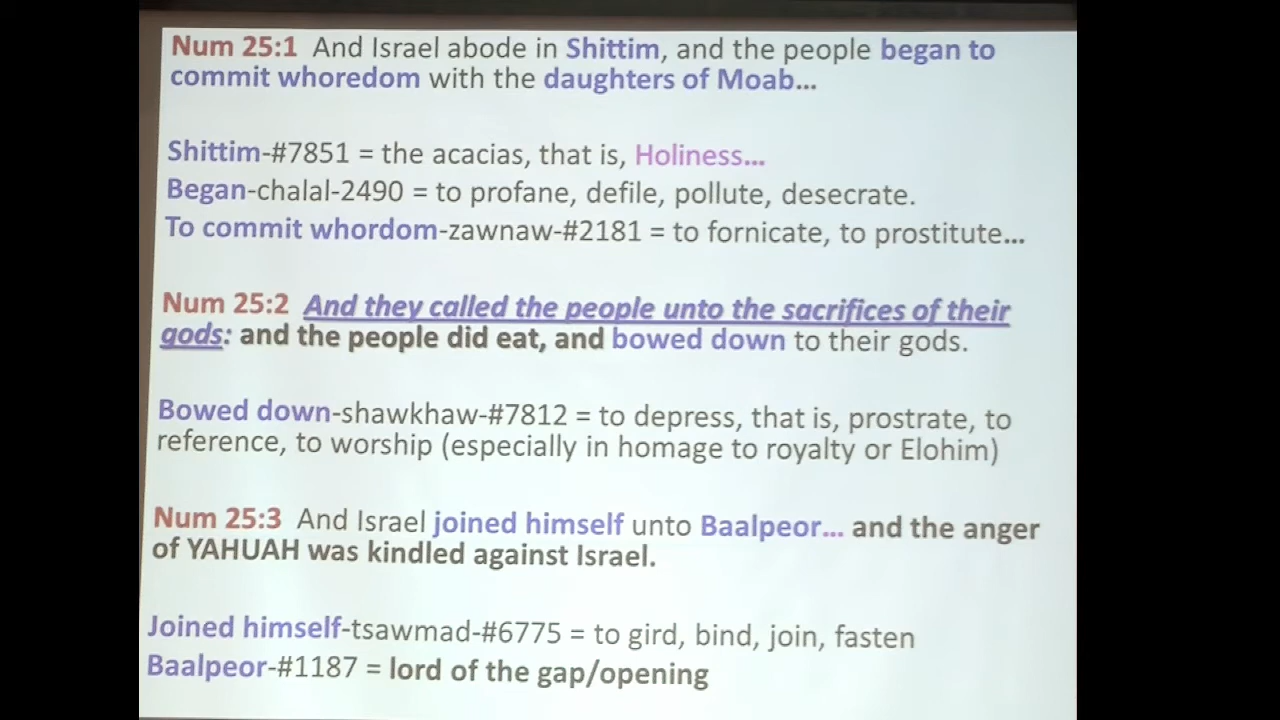 Num 25:1 And Israel abode in Shittim, and the people began to
commit whoredom with the daughters of Moab...
Shittim-#7851 = the acacias, that is, Holiness...
Began-chalal-2490 = to profane, defile, pollute, desecrate.
To commit whordom-zawnaw-#2181 = to fornicate, to prostitute...
Num 25:2 And they called the people unto the sacrifices of their
gods: and the people did eat, and bowed down to their gods.
Bowed down-shawkhaw-#7812 = to depress, that is, prostrate, to
reference, to worship (especially in homage to royalty or Elohim)
Num 25:3 And Israel joined himself unto Baalpeor... and the anger
of YAHUAH was kindled against Israel.
Joined himself-tsawmad-#6775 = to gird, bind, join, fasten
Baalpeor-#1187 = lord of the gap/opening